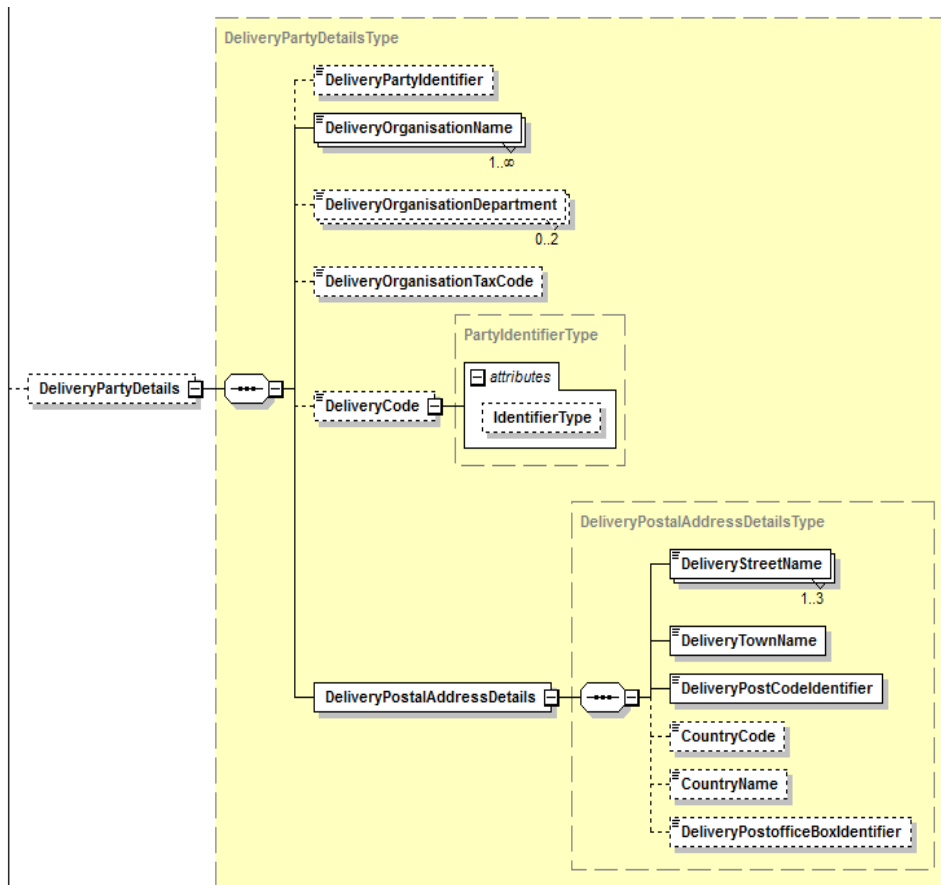 DeliveryPartyDetailsType
DeliveryPartyIdentifier
DeliveryOrganisationName
1..∞
DeliveryOrganisationDepartment
0..2
DeliveryOrganisationTaxCode
PartyIdentifierType
attributes
DeliveryPartyDetails
DeliveryCode
IdentifierType
DeliveryPostalAddressDetailsType
DeliveryStreetName
1..3
DeliveryTownName
DeliveryPostalAddressDetails
DeliveryPostCodeIdentifier
CountryCode
CountryName
DeliveryPostofficeBoxIdentifier